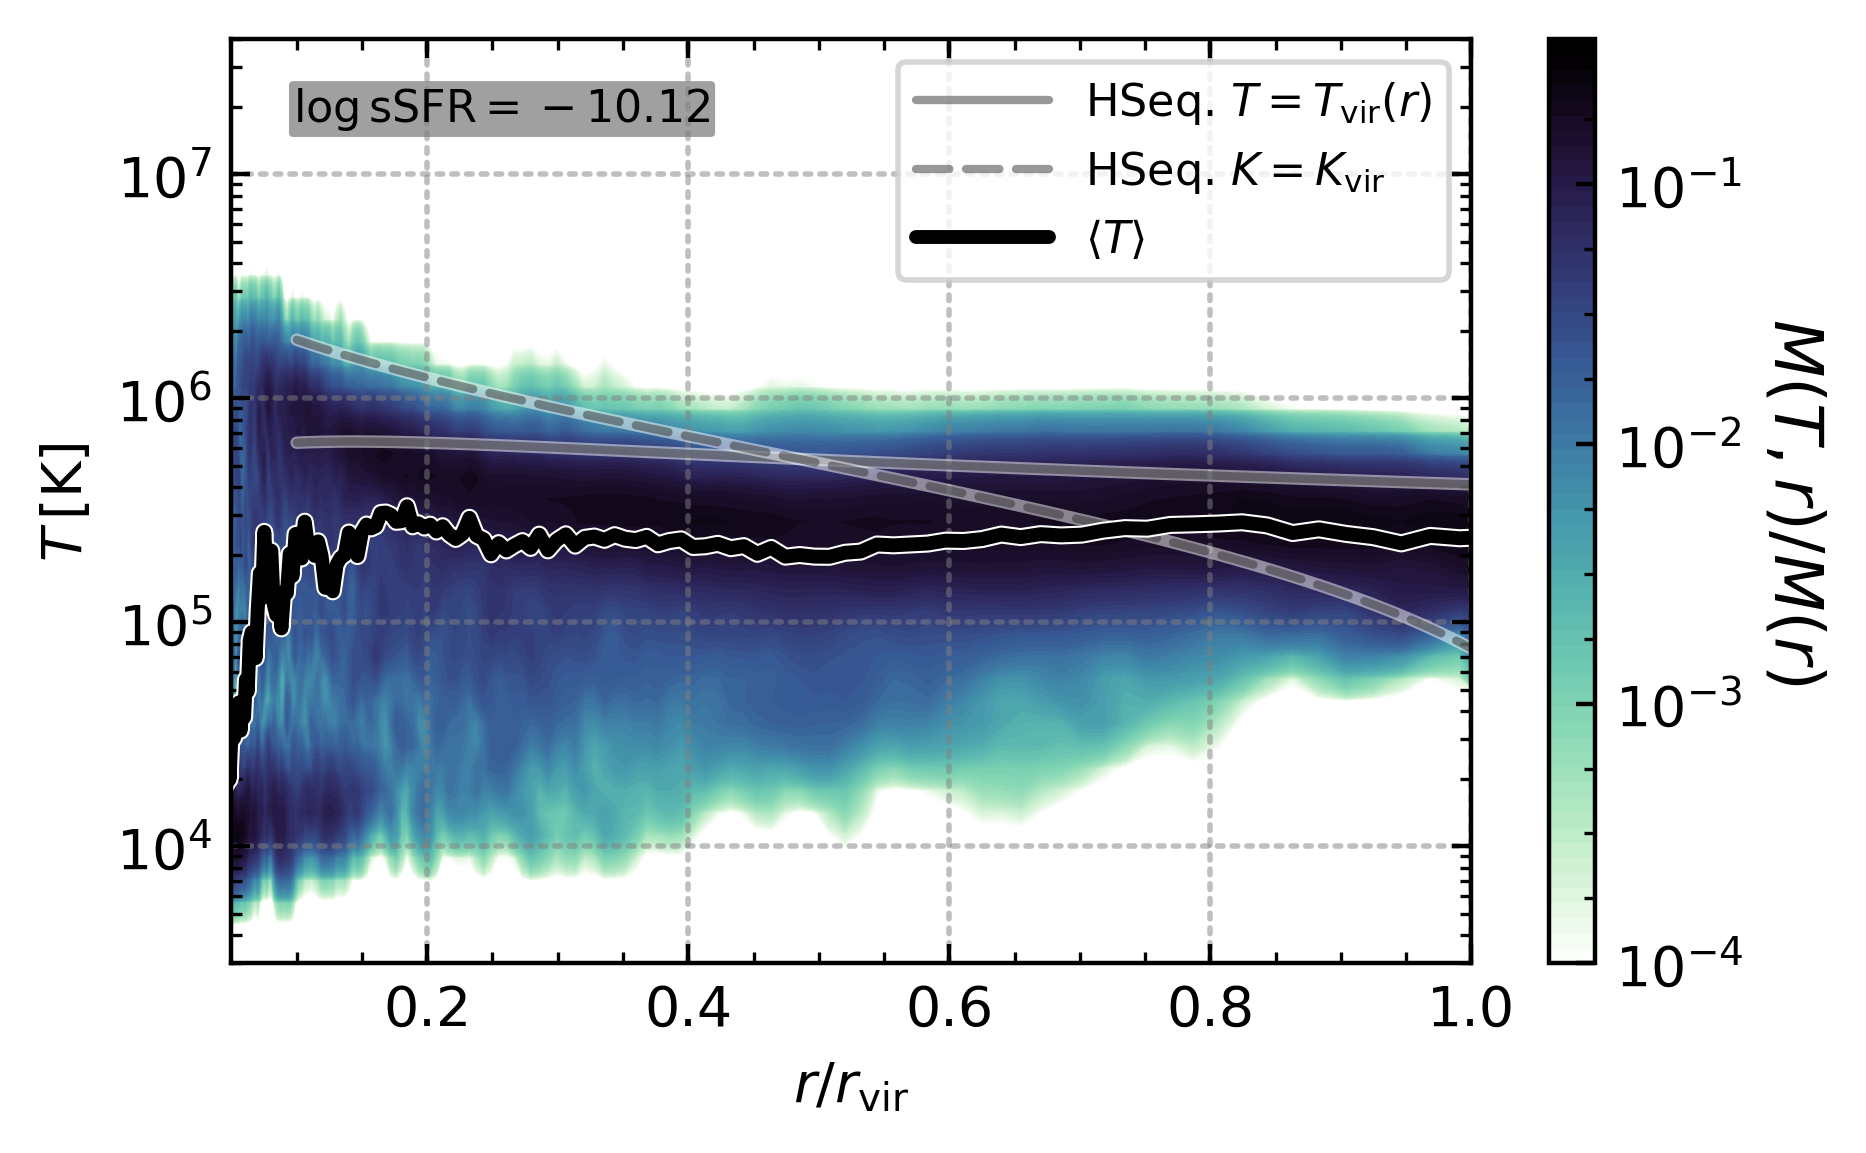 log sSFR = −10.12
HSeq. T = T_vir(r)
HSeq. K = K_vir
⟨T⟩
10^7
10^6
10^5
10^4
T [K]
0.2 0.4 0.6 0.8 1.0
r/r_vir
10^−1
10^−2
10^−3
10^−4
M(T, r)/M(r)